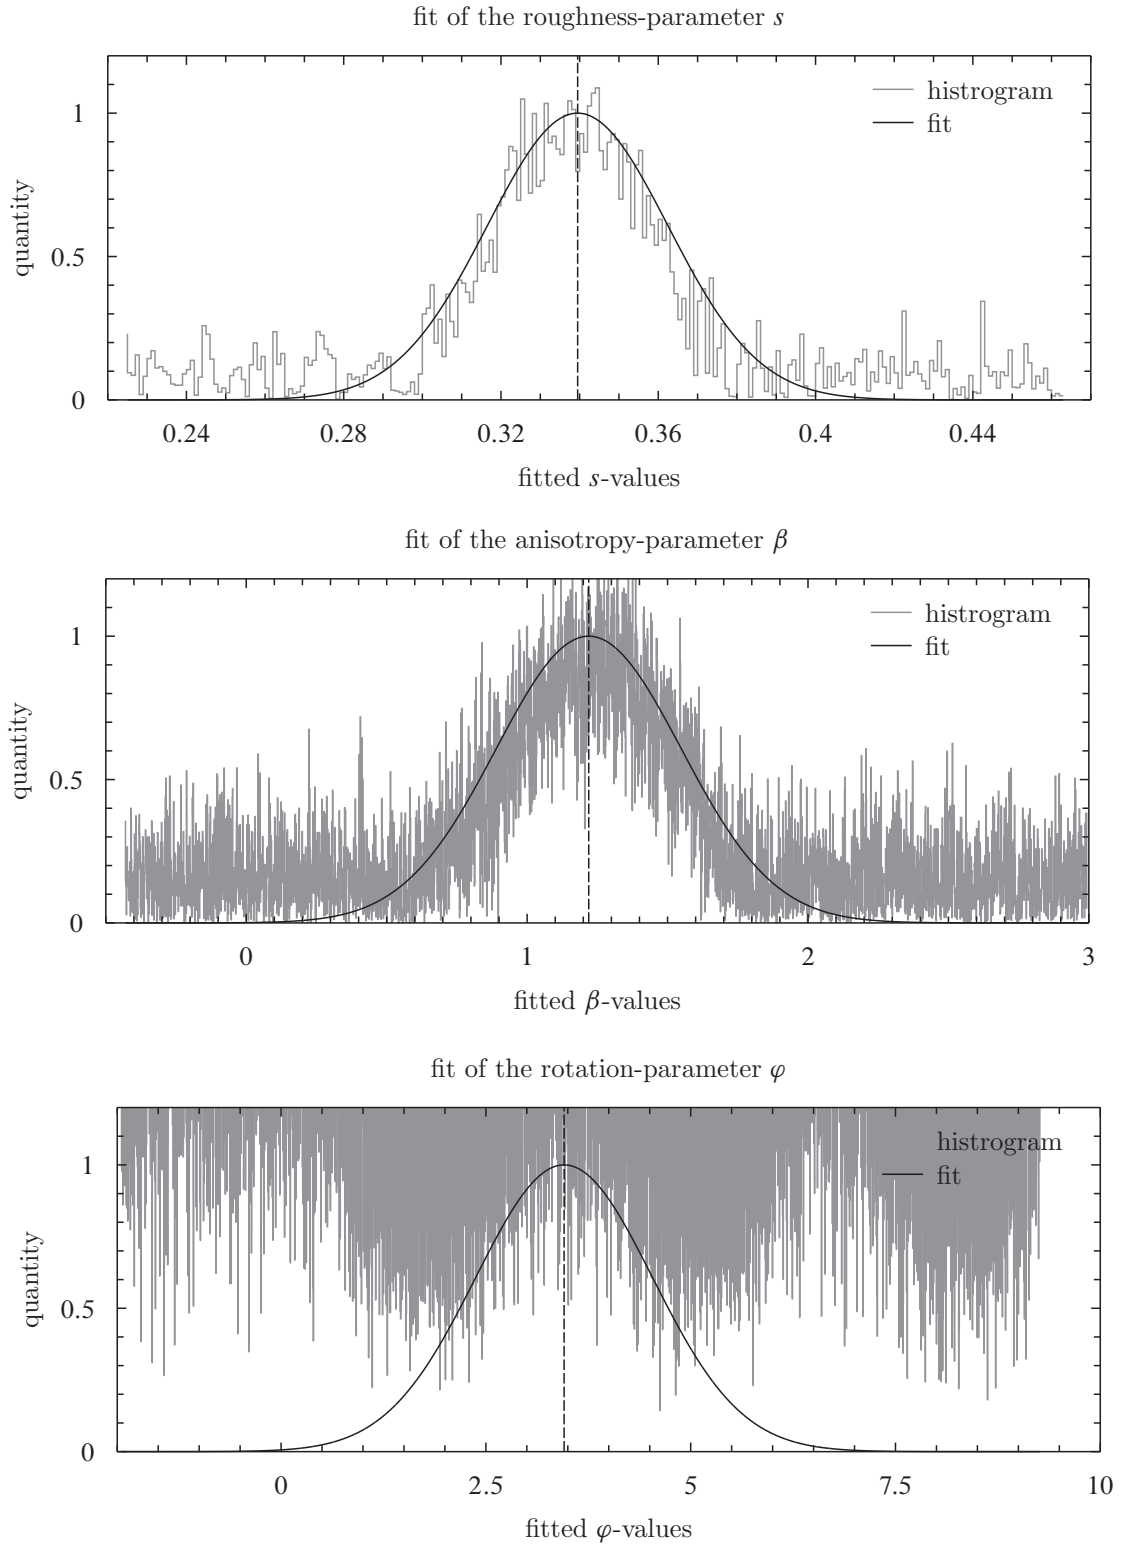 fit of the roughness-parameter s
histrogram
fit
1
0.5
0
quantity
0.24 0.28 0.32 0.36 0.4 0.44
fitted s-values
fit of the anisotropy-parameter β
histrogram
fit
1
0.5
0
quantity
0 1 2 3
fitted β-values
fit of the rotation-parameter φ
histrogram
fit
1
0.5
0
quantity
0 2.5 5 7.5 10
fitted φ-values